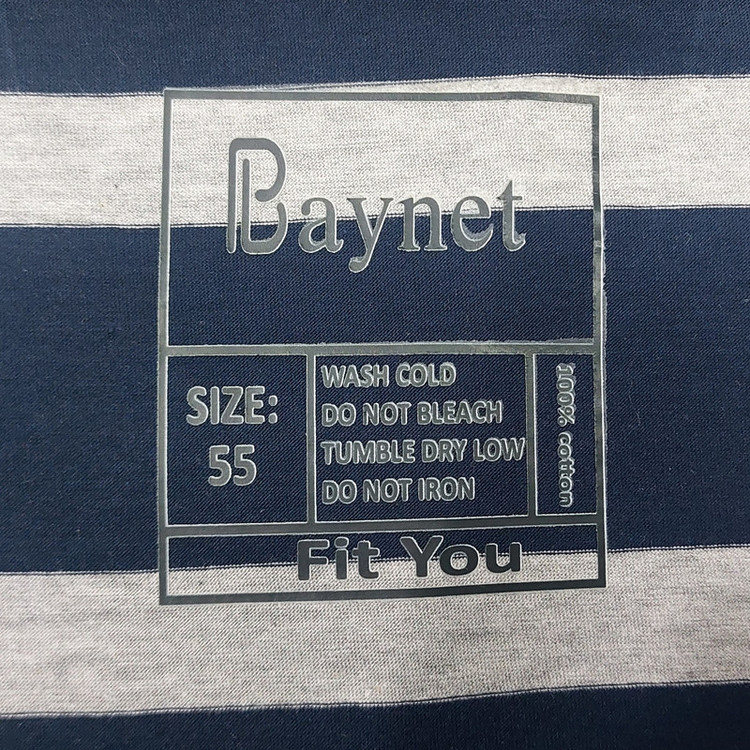 Baynet
SIZE:
55
WASH COLD
DO NOT BLEACH
TUMBLE DRY LOW
DO NOT IRON
100% cotton
Fit You